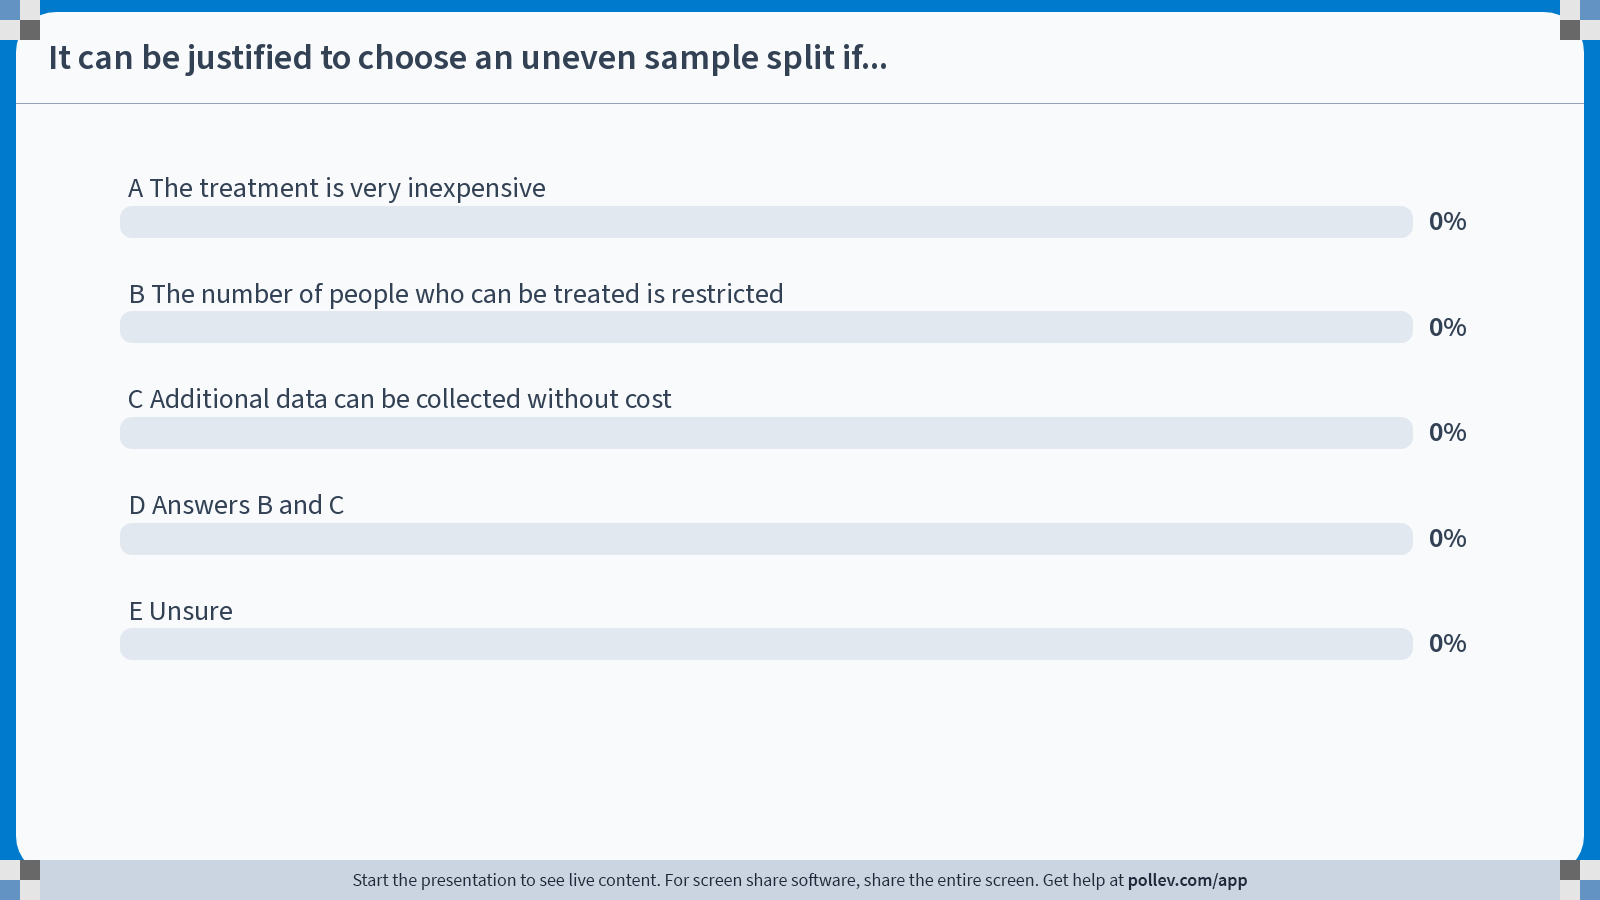 It can be justified to choose an uneven sample split if...
A The treatment is very inexpensive
0%
B The number of people who can be treated is restricted
0%
C Additional data can be collected without cost
0%
D Answers B and C
0%
E Unsure
0%
Start the presentation to see live content. For screen share software, share the entire screen. Get help at pollev.com/app